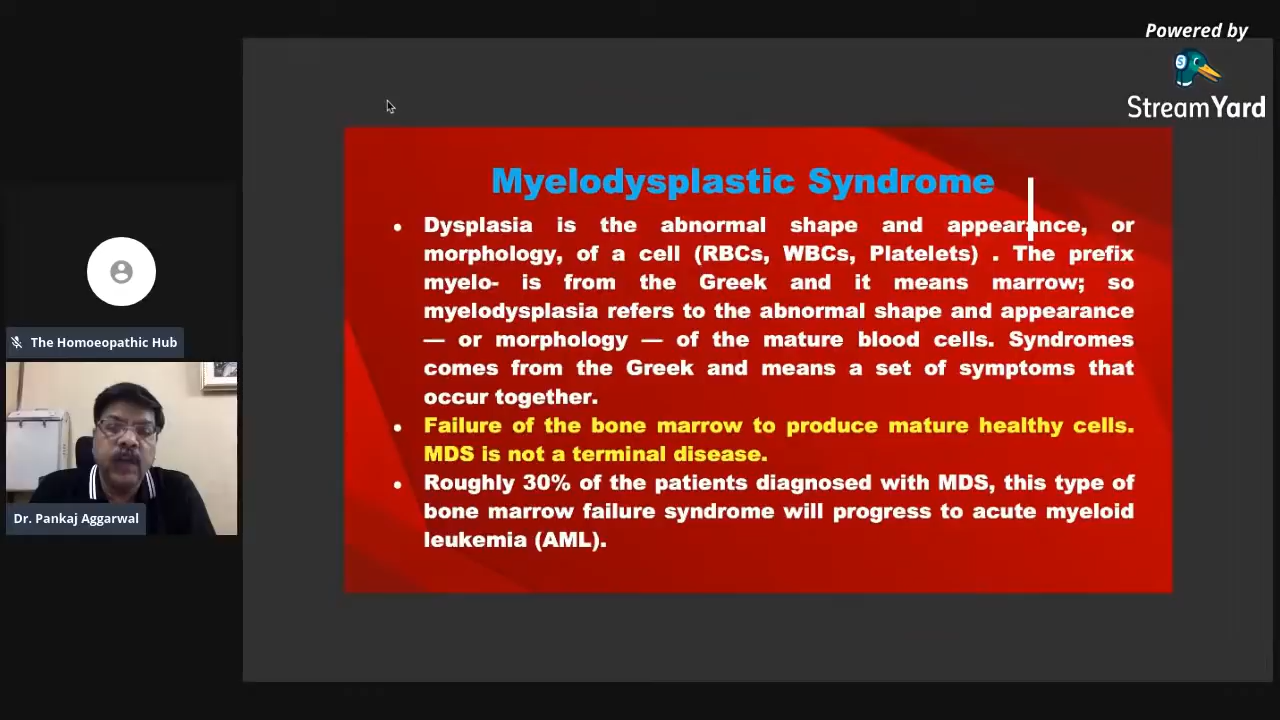 Powered by
StreamYard
Myelodysplastic Syndrome
• Dysplasia is the abnormal shape and appearance, or
morphology, of a cell (RBCs, WBCs, Platelets) . The prefix
myelo- is from the Greek and it means marrow; so
myelodysplasia refers to the abnormal shape and appearance
— or morphology — of the mature blood cells. Syndromes
comes from the Greek and means a set of symptoms that
occur together.
• Failure of the bone marrow to produce mature healthy cells.
MDS is not a terminal disease.
• Roughly 30% of the patients diagnosed with MDS, this type of
bone marrow failure syndrome will progress to acute myeloid
leukemia (AML).
The Homoeopathic Hub
Dr. Pankaj Aggarwal